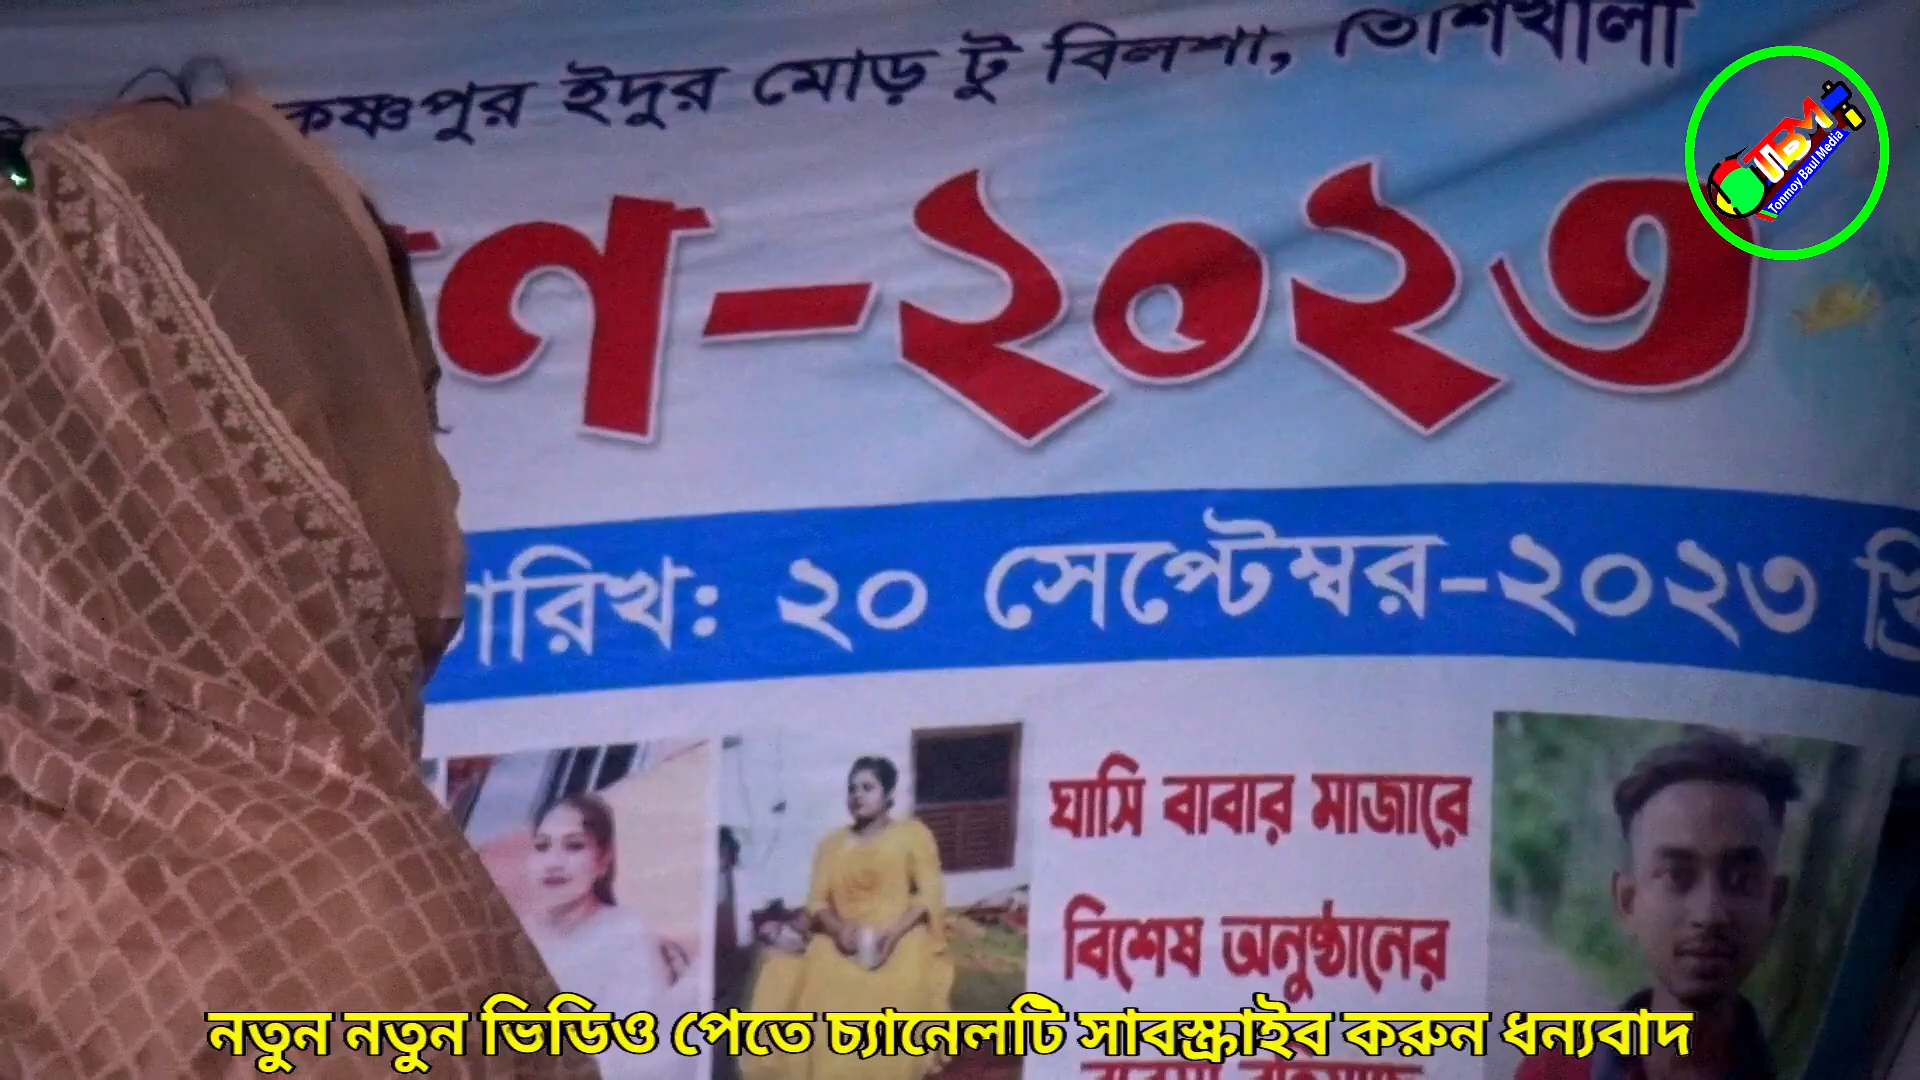 কৃষ্ণপুর ইদুর মোড় টু বিলশা, তিশিখালী
ণ-২০২৩
তারিখ: ২০ সেপ্টেম্বর-২০২৩
ঘাসি বাবার মাজারে
বিশেষ অনুষ্ঠানের
TBM
Tonmoy Baul Media
নতুন নতুন ভিডিও পেতে চ্যানেলটি সাবস্ক্রাইব করুন ধন্যবাদ